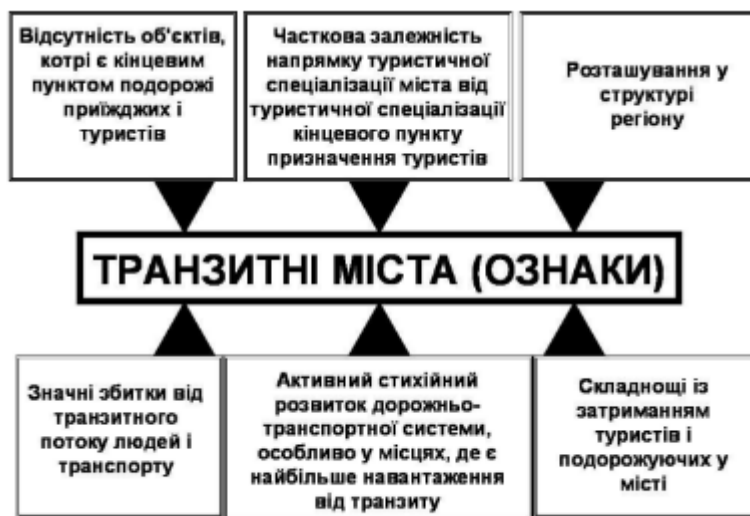 Відсутність об'єктів,
котрі є кінцевим
пунктом подорожі
приїжджих і
туристів
Часткова залежність
напрямку туристичної
спеціалізації міста від
туристичної спеціалізації
кінцевого пункту
призначення туристів
Розташування у
структурі
регіону
ТРАНЗИТНІ МІСТА (ОЗНАКИ)
Значні збитки від
транзитного
потоку людей і
транспорту
Активний стихійний
розвиток дорожньо-
транспортної системи,
особливо у місцях, де є
найбільше навантаження
від транзиту
Складнощі із
затриманням
туристів і
подорожуючих у
місті